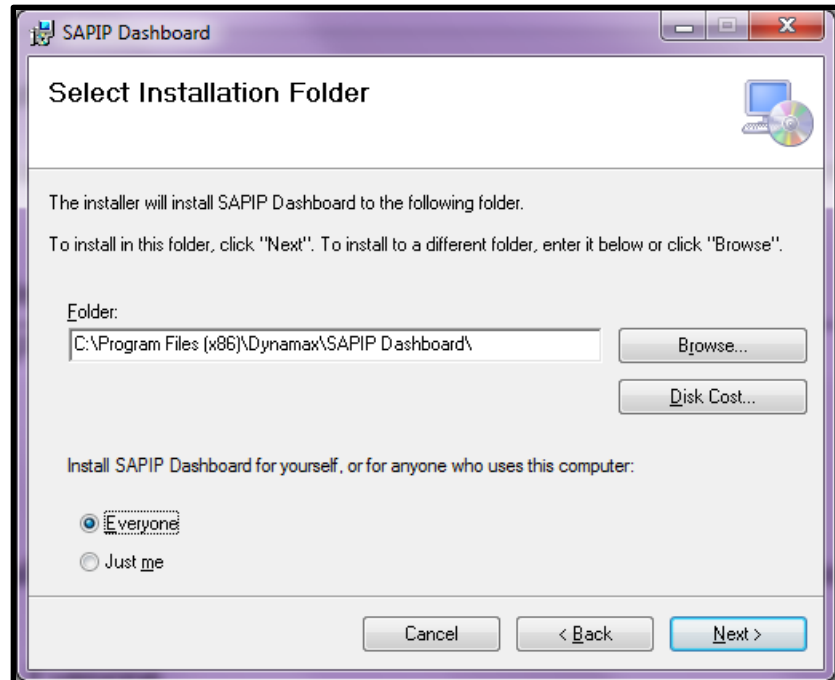 SAPIP Dashboard
Select Installation Folder
The installer will install SAPIP Dashboard to the following folder.
To install in this folder, click "Next". To install to a different folder, enter it below or click "Browse".
Folder:
C:\Program Files (x86)\Dynamax\SAPIP Dashboard\
Browse...
Disk Cost...
Install SAPIP Dashboard for yourself, or for anyone who uses this computer:
Everyone
Just me
Cancel
< Back
Next >